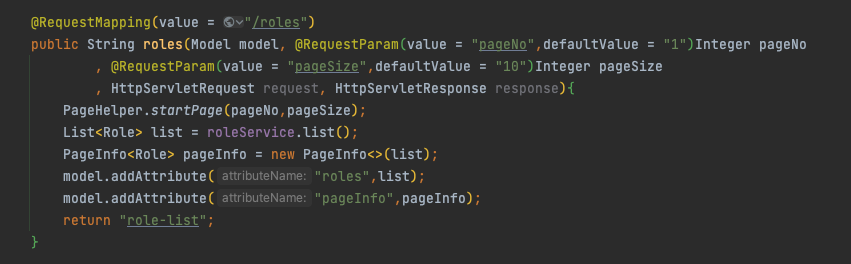 @RequestMapping(value = "/roles")
public String roles(Model model, @RequestParam(value = "pageNo",defaultValue = "1")Integer pageNo
, @RequestParam(value = "pageSize",defaultValue = "10")Integer pageSize
, HttpServletRequest request, HttpServletResponse response){
PageHelper.startPage(pageNo,pageSize);
List<Role> list = roleService.list();
PageInfo<Role> pageInfo = new PageInfo<>(list);
model.addAttribute( attributeName: "roles",list);
model.addAttribute( attributeName: "pageInfo",pageInfo);
return "role-list";
}